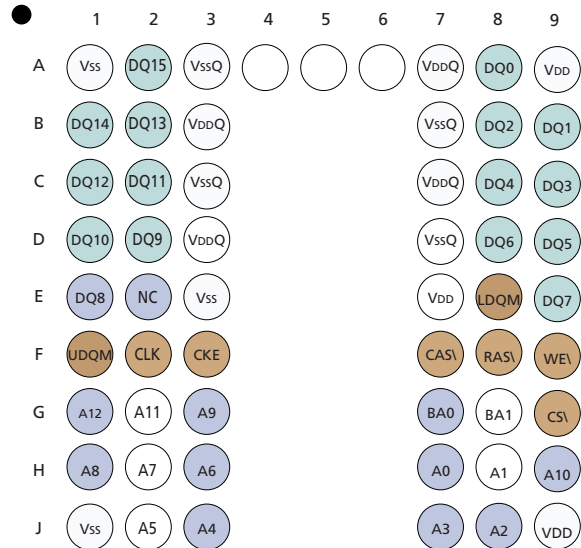 1 2 3 4 5 6 7 8 9
A Vss DQ15 VssQ VDDQ DQ0 VDD
B DQ14 DQ13 VDDQ VssQ DQ2 DQ1
C DQ12 DQ11 VssQ VDDQ DQ4 DQ3
D DQ10 DQ9 VDDQ VssQ DQ6 DQ5
E DQ8 NC Vss VDD LDQM DQ7
F UDQM CLK CKE CAS\ RAS\ WE\
G A12 A11 A9 BA0 BA1 CS\
H A8 A7 A6 A0 A1 A10
J Vss A5 A4 A3 A2 VDD